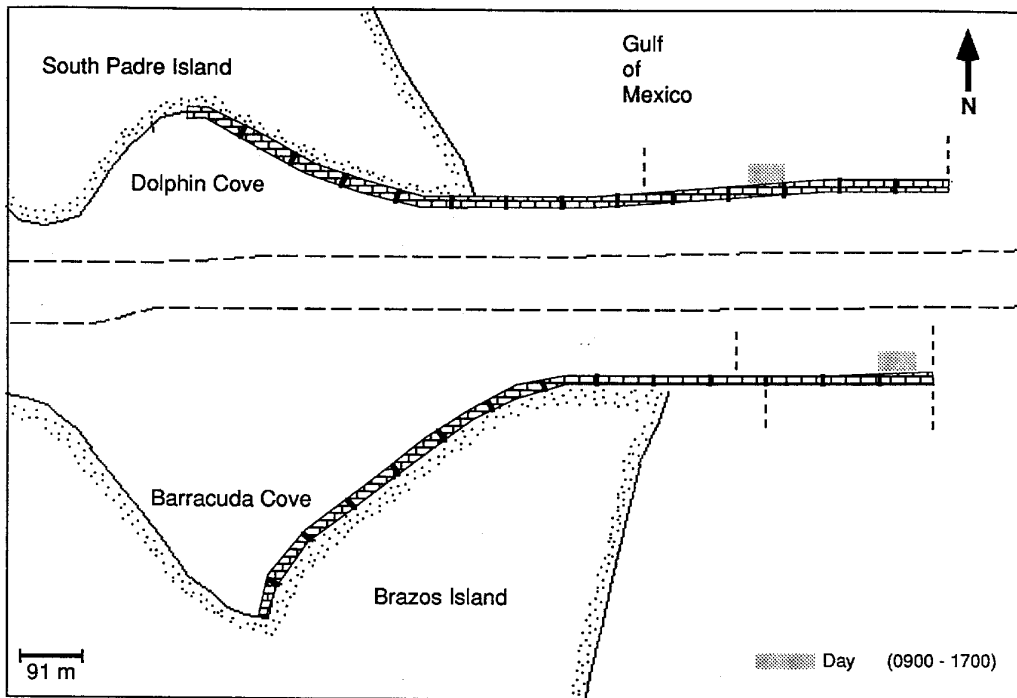 South Padre Island
Gulf
of
Mexico
N
Dolphin Cove
Barracuda Cove
Brazos Island
91 m
Day (0900 - 1700)